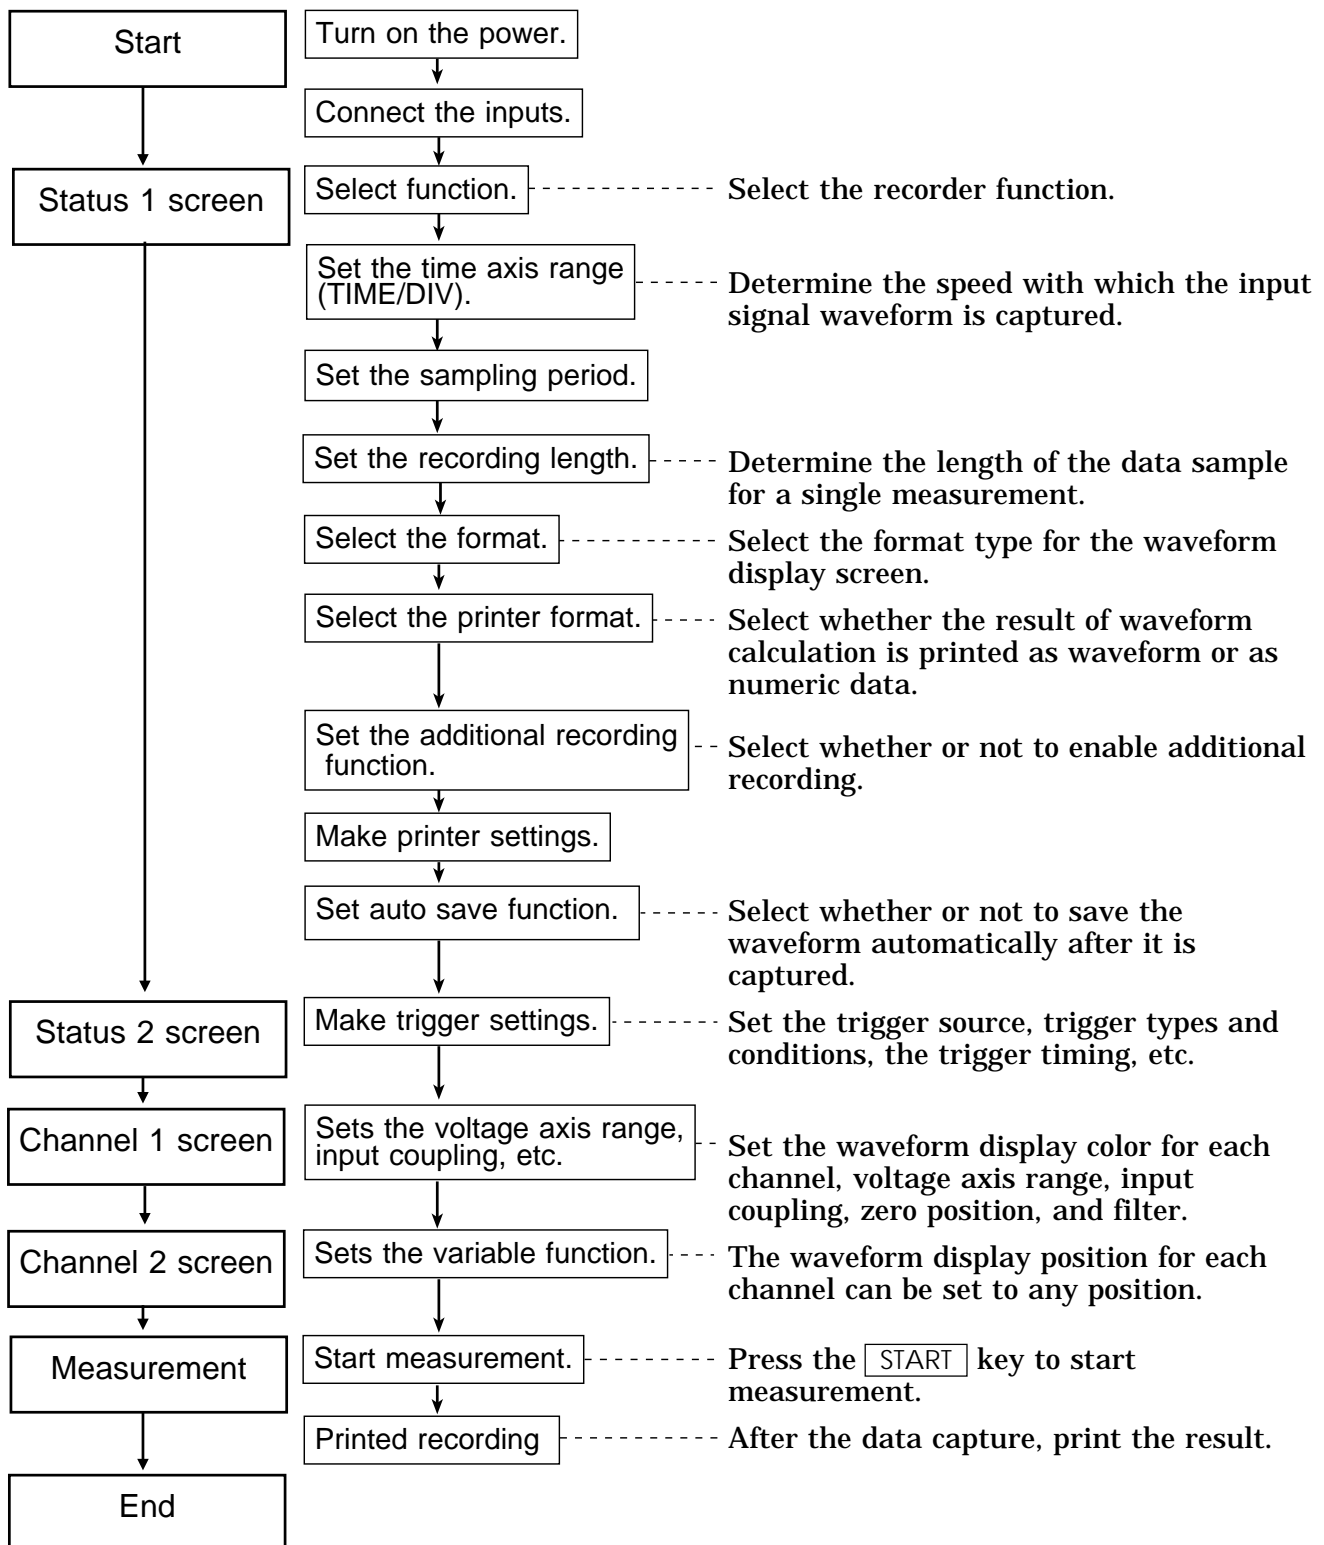 Start
Turn on the power.
Connect the inputs.
Status 1 screen
Select function.
Select the recorder function.
Set the time axis range
(TIME/DIV).
Determine the speed with which the input
signal waveform is captured.
Set the sampling period.
Set the recording length.
Determine the length of the data sample
for a single measurement.
Select the format.
Select the format type for the waveform
display screen.
Select the printer format.
Select whether the result of waveform
calculation is printed as waveform or as
numeric data.
Set the additional recording
function.
Select whether or not to enable additional
recording.
Make printer settings.
Set auto save function.
Select whether or not to save the
waveform automatically after it is
captured.
Status 2 screen
Make trigger settings.
Set the trigger source, trigger types and
conditions, the trigger timing, etc.
Channel 1 screen
Sets the voltage axis range,
input coupling, etc.
Set the waveform display color for each
channel, voltage axis range, input
coupling, zero position, and filter.
Channel 2 screen
Sets the variable function.
The waveform display position for each
channel can be set to any position.
Measurement
Start measurement.
Press the START key to start
measurement.
Printed recording
After the data capture, print the result.
End